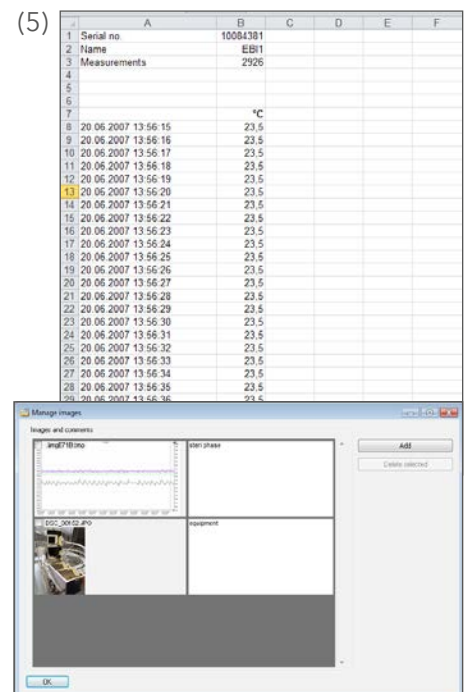 (5)
A B C D E F
1 Serial no. 10084381
2 Name EBI1
3 Measurements 2926
4
5
6
7 °C
8 20.06.2007 13:56:15 23,5
9 20.06.2007 13:56:16 23,5
10 20.06.2007 13:56:17 23,5
11 20.06.2007 13:56:18 23,5
12 20.06.2007 13:56:19 23,5
13 20.06.2007 13:56:20 23,5
14 20.06.2007 13:56:21 23,5
15 20.06.2007 13:56:22 23,5
16 20.06.2007 13:56:23 23,5
17 20.06.2007 13:56:24 23,5
18 20.06.2007 13:56:25 23,5
19 20.06.2007 13:56:26 23,5
20 20.06.2007 13:56:27 23,5
21 20.06.2007 13:56:28 23,5
22 20.06.2007 13:56:29 23,5
23 20.06.2007 13:56:30 23,5
24 20.06.2007 13:56:31 23,5
25 20.06.2007 13:56:32 23,5
26 20.06.2007 13:56:33 23,5
27 20.06.2007 13:56:34 23,5
28 20.06.2007 13:56:35 23,5
29 20.06.2007 13:56:36 23,5
Manage images
Images and comments
steri phase
Add
Delete selected
equipment
OK